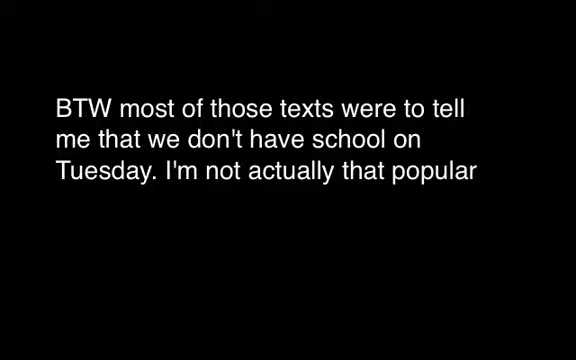 BTW most of those texts were to tell
me that we don't have school on
Tuesday. I'm not actually that popular